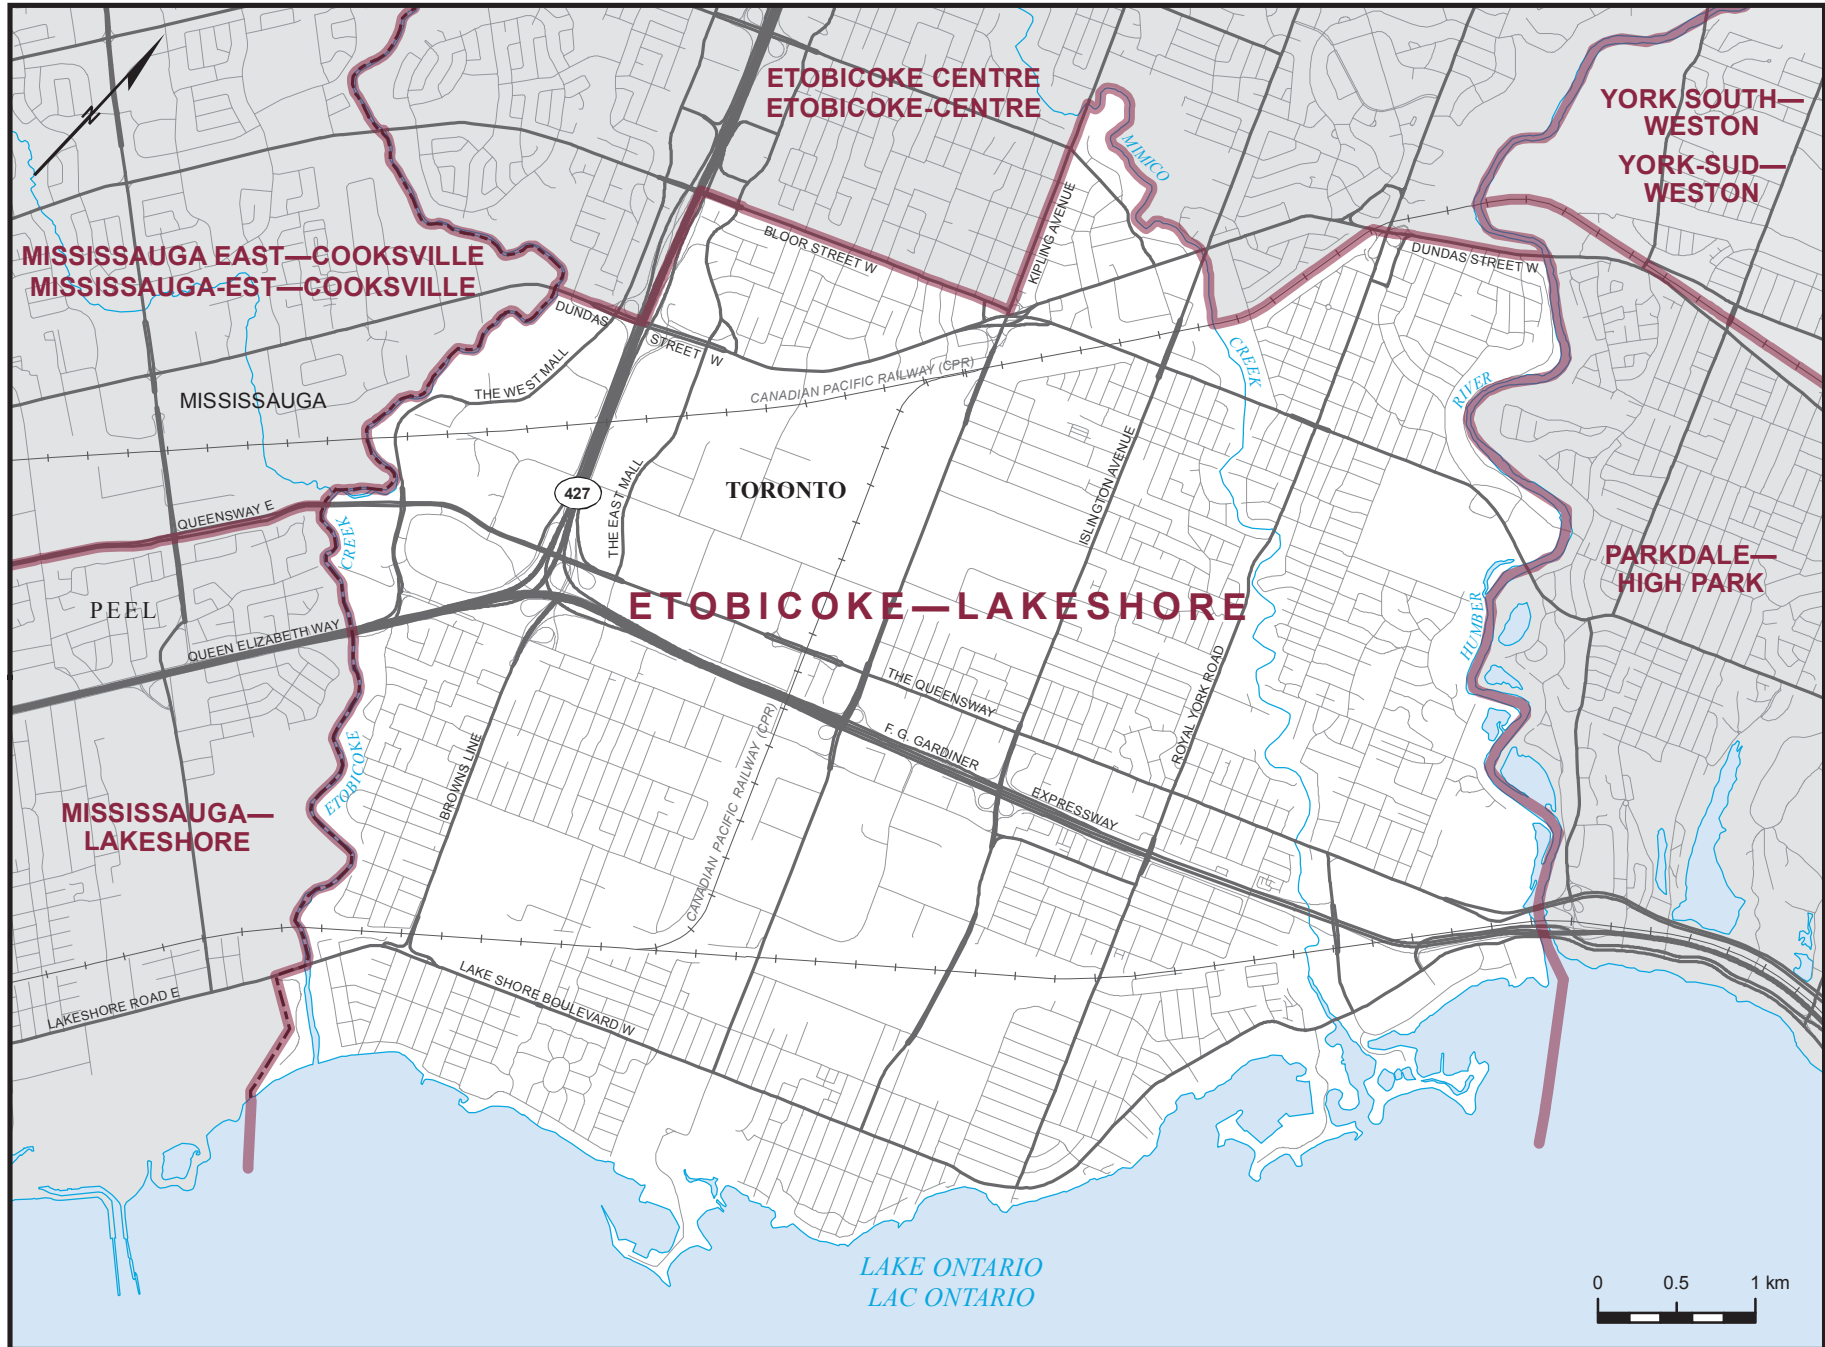 N
ETOBICOKE CENTRE
ETOBICOKE-CENTRE
YORK SOUTH—
WESTON
YORK-SUD—
WESTON
MIMICO
KIPLING AVENUE
BLOOR STREET W
DUNDAS STREET W
MISSISSAUGA EAST—COOKSVILLE
MISSISSAUGA-EST—COOKSVILLE
DUNDAS
STREET W
CREEK
CANADIAN PACIFIC RAILWAY (CPR)
THE WEST MALL
RIVER
MISSISSAUGA
ISLINGTON AVENUE
427
TORONTO
THE EAST MALL
QUEENSWAY E
CREEK
PARKDALE—
HIGH PARK
PEEL
ETOBICOKE—LAKESHORE
HUMBER
QUEEN ELIZABETH WAY
THE QUEENSWAY
ROYAL YORK ROAD
F. G. GARDINER
EXPRESSWAY
CANADIAN PACIFIC RAILWAY (CPR)
BROWNS LINE
ETOBICOKE
MISSISSAUGA—
LAKESHORE
LAKE SHORE BOULEVARD W
LAKESHORE ROAD E
LAKE ONTARIO
LAC ONTARIO
0 0.5 1 km